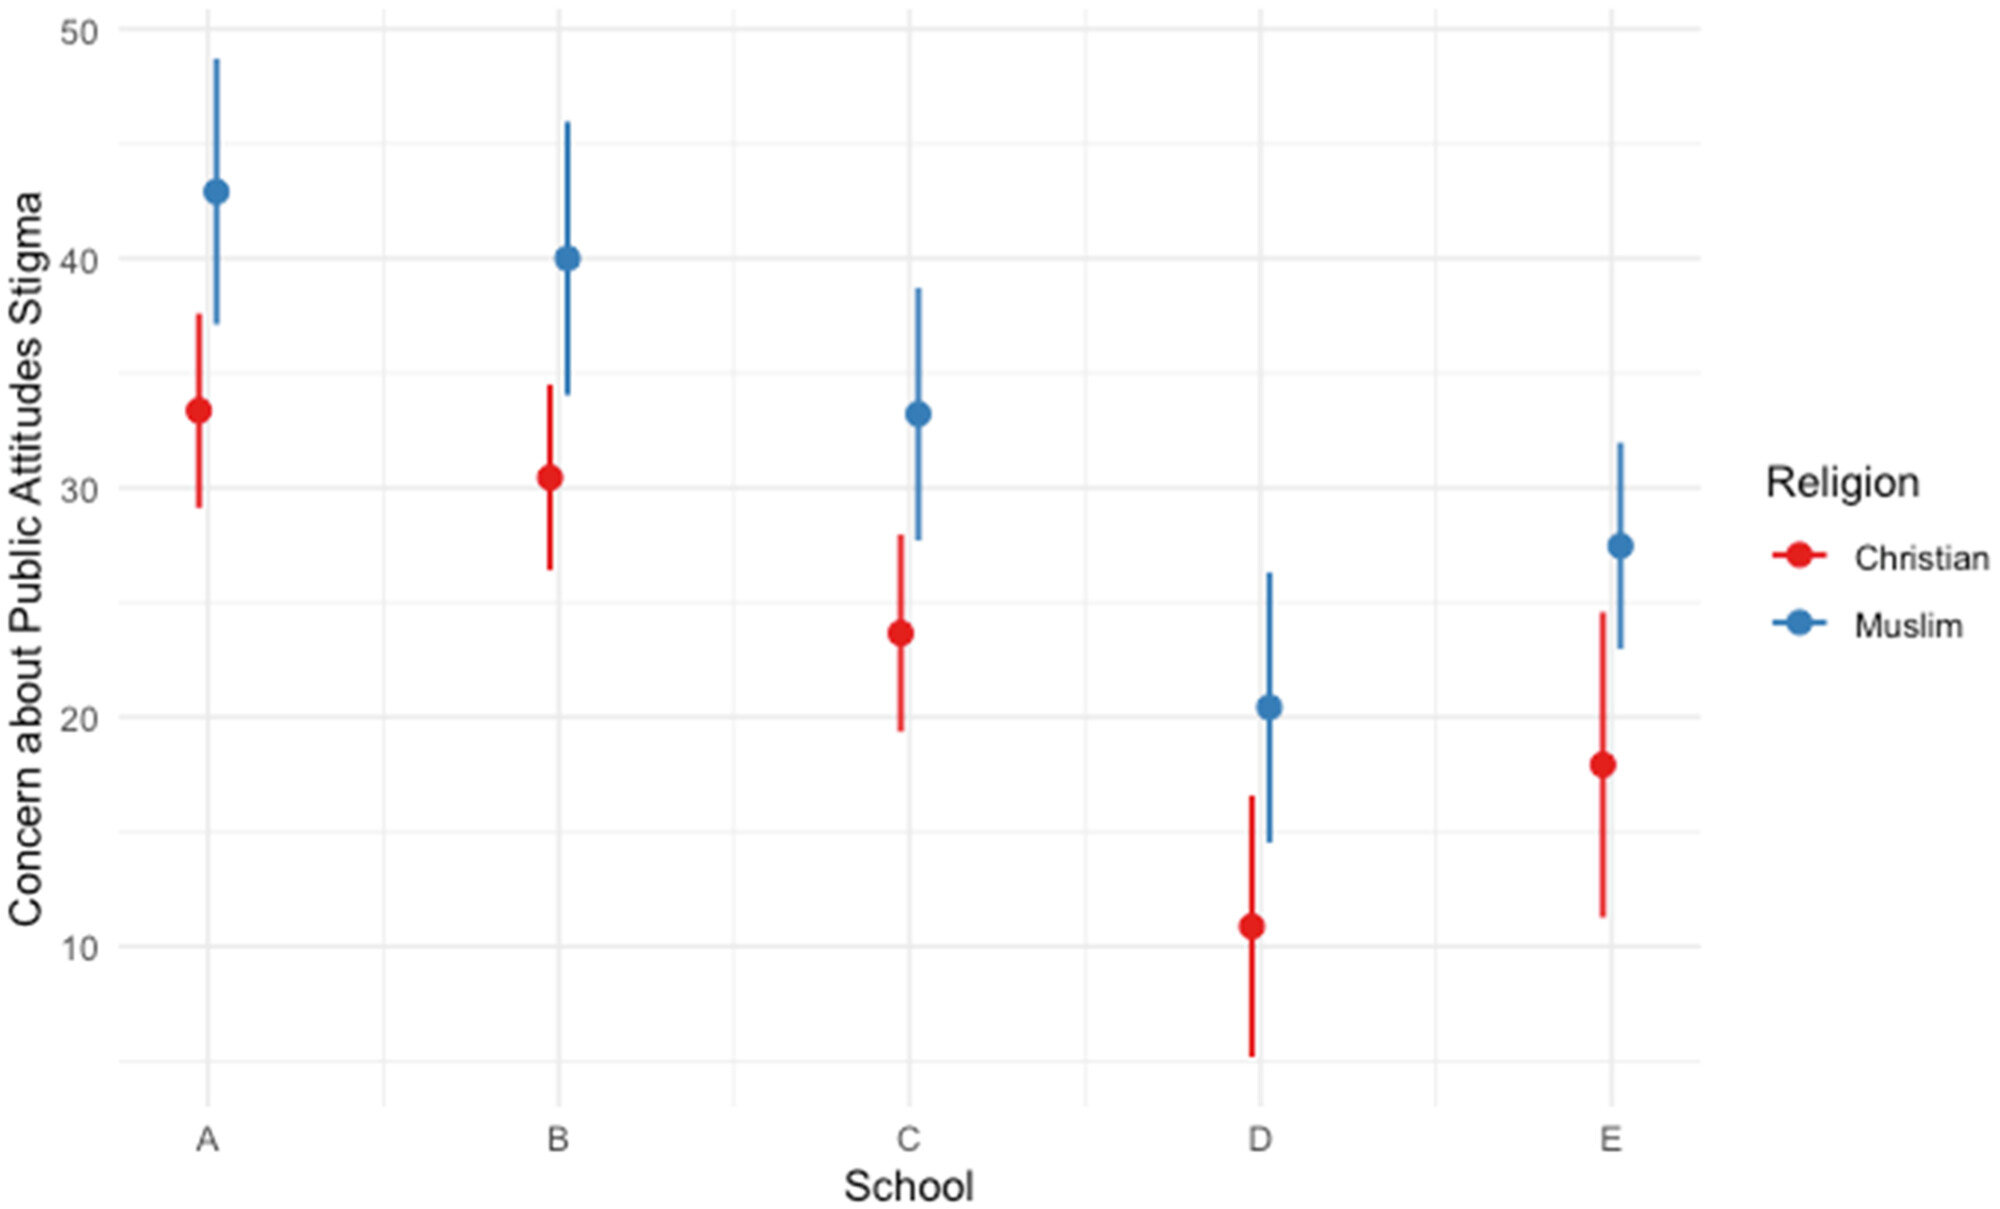 Concern about Public Attitudes Stigma
50
40
30
20
10
A B C D E
School
Religion
Christian
Muslim